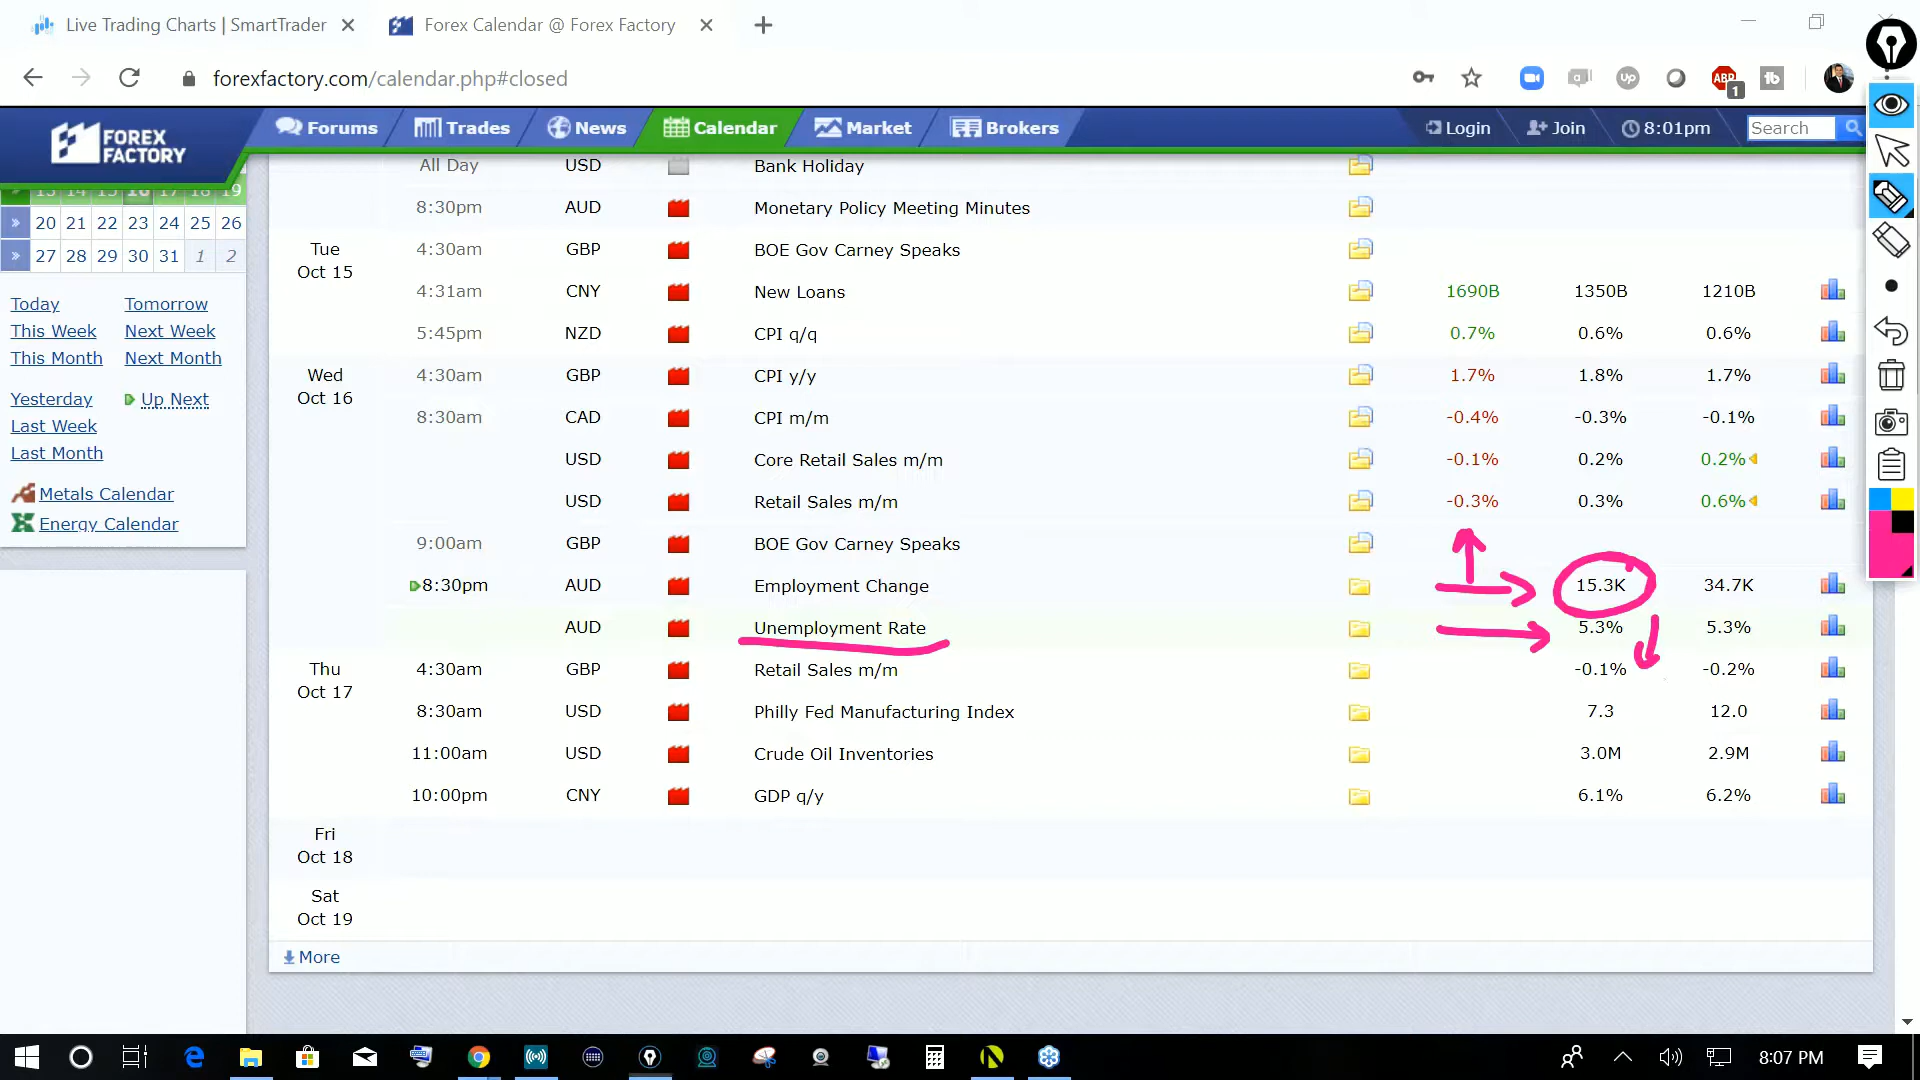 Live Trading Charts | SmartTrader
Forex Calendar @ Forex Factory
forexfactory.com/calendar.php#closed
up
ABP
1
FOREX
FACTORY
Forums
Trades
News
Calendar
Market
Brokers
Login
Join
8:01pm
Search
13 14 15 16 17 18 19
» 20 21 22 23 24 25 26
» 27 28 29 30 31 1 2
Today Tomorrow
This Week Next Week
This Month Next Month
Yesterday Up Next
Last Week
Last Month
Metals Calendar
Energy Calendar
All Day USD Bank Holiday
8:30pm AUD Monetary Policy Meeting Minutes
Tue
Oct 15
4:30am GBP BOE Gov Carney Speaks
4:31am CNY New Loans 1690B 1350B 1210B
5:45pm NZD CPI q/q 0.7% 0.6% 0.6%
Wed
Oct 16
4:30am GBP CPI y/y 1.7% 1.8% 1.7%
8:30am CAD CPI m/m -0.4% -0.3% -0.1%
USD Core Retail Sales m/m -0.1% 0.2% 0.2%
USD Retail Sales m/m -0.3% 0.3% 0.6%
9:00am GBP BOE Gov Carney Speaks
8:30pm AUD Employment Change 15.3K 34.7K
AUD Unemployment Rate 5.3% 5.3%
Thu
Oct 17
4:30am GBP Retail Sales m/m -0.1% -0.2%
8:30am USD Philly Fed Manufacturing Index 7.3 12.0
11:00am USD Crude Oil Inventories 3.0M 2.9M
10:00pm CNY GDP q/y 6.1% 6.2%
Fri
Oct 18
Sat
Oct 19
More
8:07 PM